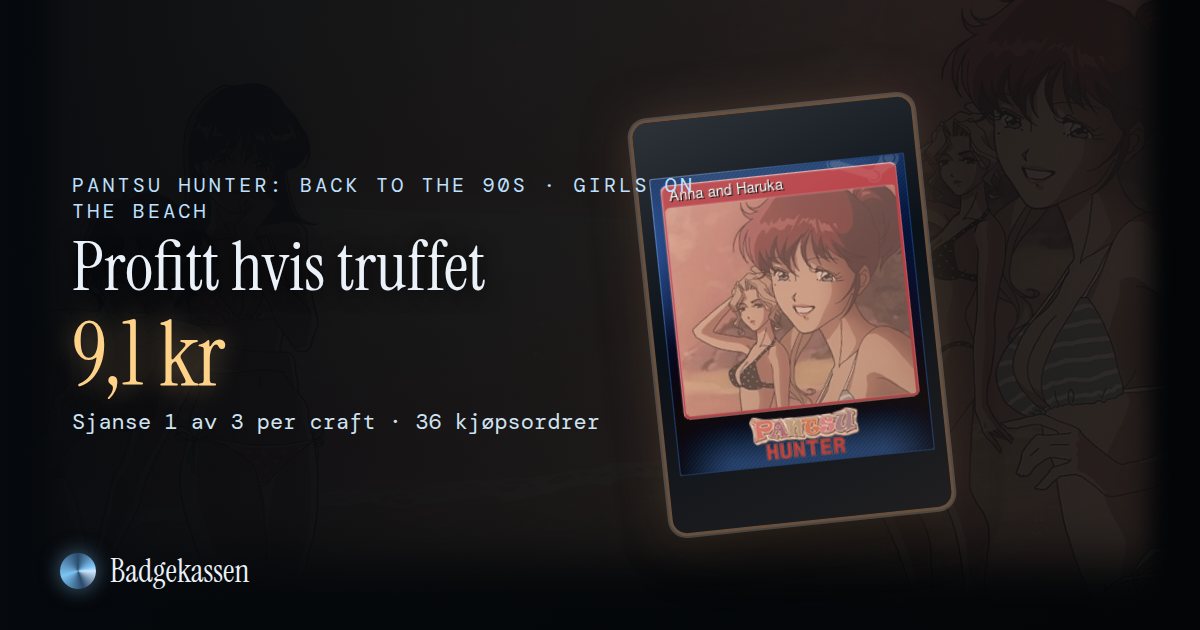 PANTSU HUNTER: BACK TO THE 90S · GIRLS ON
THE BEACH
Profitt hvis truffet
9,1 kr
Sjanse 1 av 3 per craft · 36 kjøpsordrer
Anna and Haruka
PANTSU
HUNTER
Badgekassen